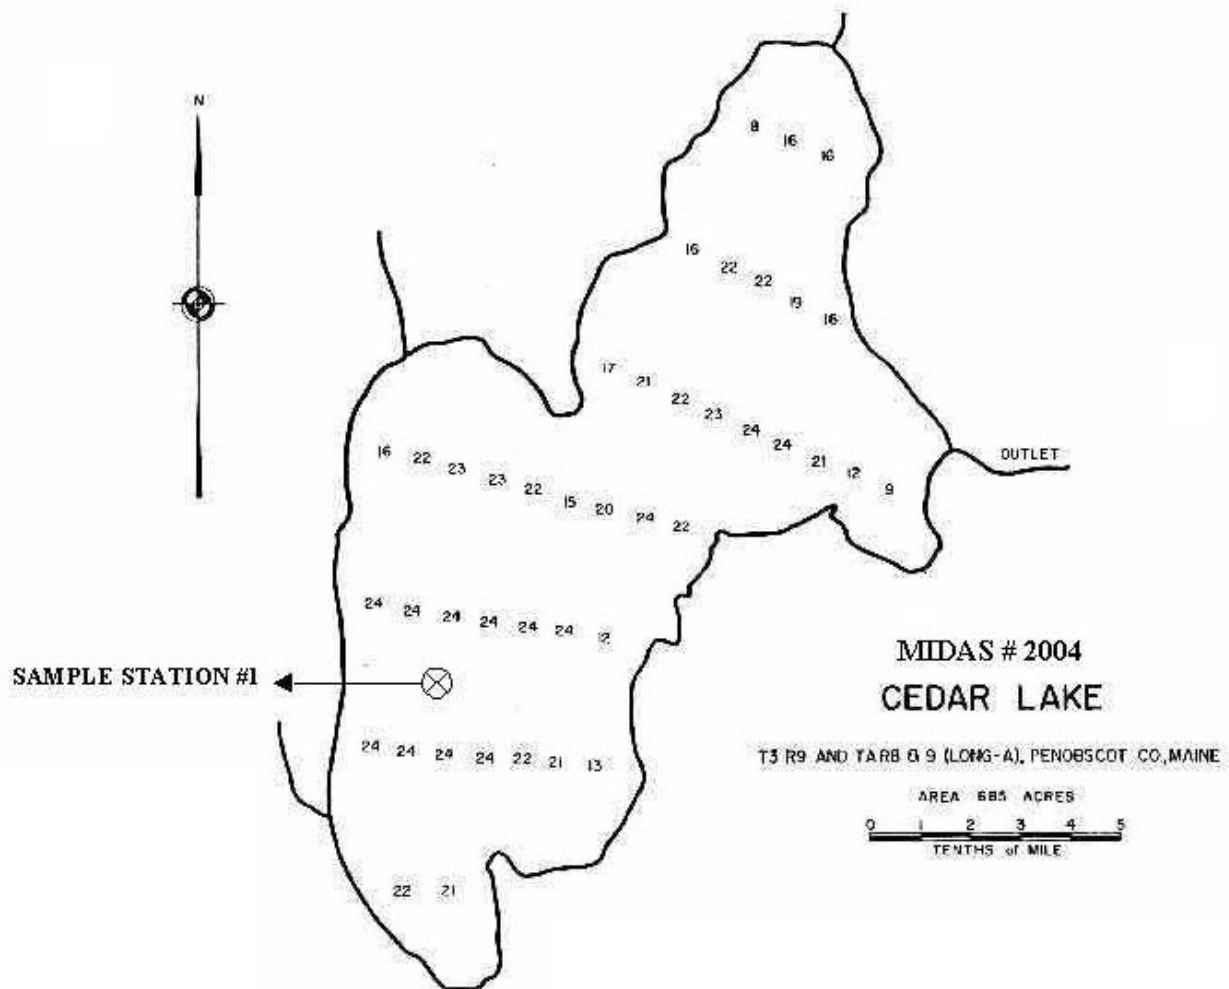 N
8 16 16
16 22 22 19 16
17 21 22 23 24 24 21 12 9
OUTLET
16 22 23 23 22 15 20 24 22
24 24 24 24 24 24 12
SAMPLE STATION #1
MIDAS # 2004
CEDAR LAKE
24 24 24 24 22 21 13
T3 R9 AND TAR8 & 9 (LONG-A), PENOBSCOT CO., MAINE
AREA 685 ACRES
0 1 2 3 4 5
TENTHS of MILE
22 21